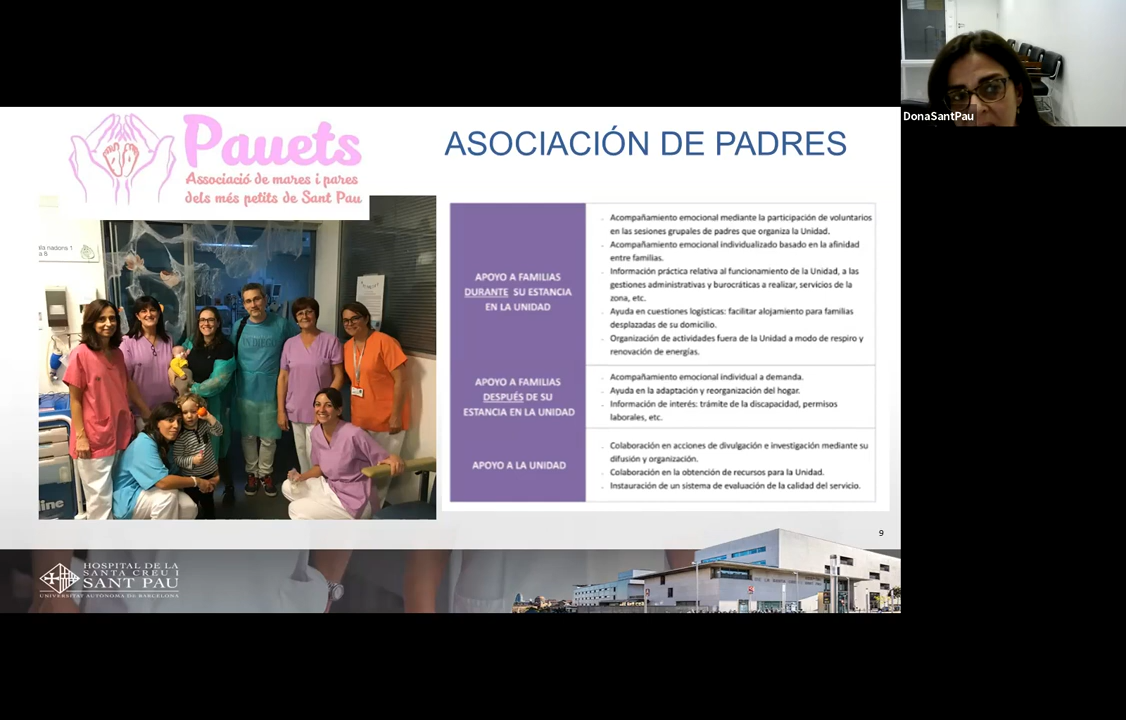 DonaSantPau
Pauets
Associació de mares i pares
dels més petits de Sant Pau
ASOCIACIÓN DE PADRES
APOYO A FAMILIAS
DURANTE SU ESTANCIA
EN LA UNIDAD
Acompañamiento emocional mediante la participación de voluntarios
en las sesiones grupales de padres que organiza la Unidad.
Acompañamiento emocional individualizado basado en la afinidad
entre familias.
Información práctica relativa al funcionamiento de la Unidad, a las
gestiones administrativas y burocráticas a realizar, servicios de la
zona, etc.
Ayuda en cuestiones logísticas: facilitar alojamiento para familias
desplazadas de su domicilio.
Organización de actividades fuera de la Unidad a modo de respiro y
renovación de energías.
APOYO A FAMILIAS
DESPUÉS DE SU
ESTANCIA EN LA UNIDAD
Acompañamiento emocional individual a demanda.
Ayuda en la adaptación y reorganización del hogar.
Información de interés: trámite de la discapacidad, permisos
laborales, etc.
APOYO A LA UNIDAD
Colaboración en acciones de divulgación e investigación mediante su
difusión y organización.
Colaboración en la obtención de recursos para la Unidad.
Instauración de un sistema de evaluación de la calidad del servicio.
nadons 1
9
HOSPITAL DE LA
SANTA CREU I
SANT PAU
UNIVERSITAT AUTÒNOMA DE BARCELONA